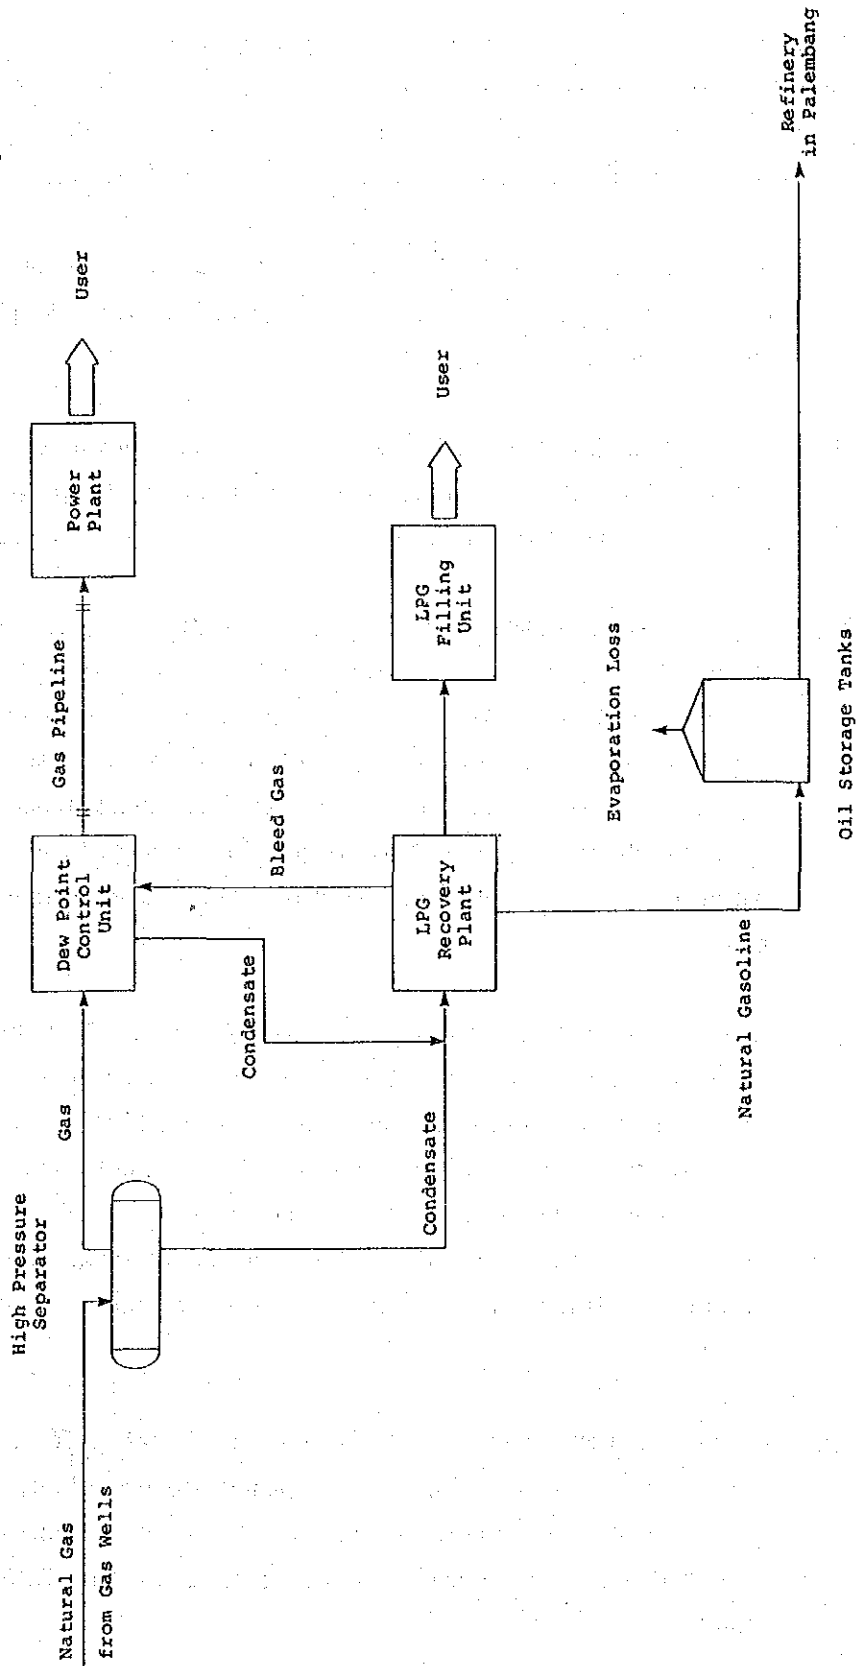 Natural Gas
from Gas Wells
High Pressure
Separator
Gas
Condensate
Dew Point
Control
Unit
Condensate
Bleed Gas
Gas Pipeline
Power
Plant
User
LPG
Recovery
Plant
LPG
Filling
Unit
User
Natural Gasoline
Evaporation Loss
Oil Storage Tanks
Refinery
in Palembang